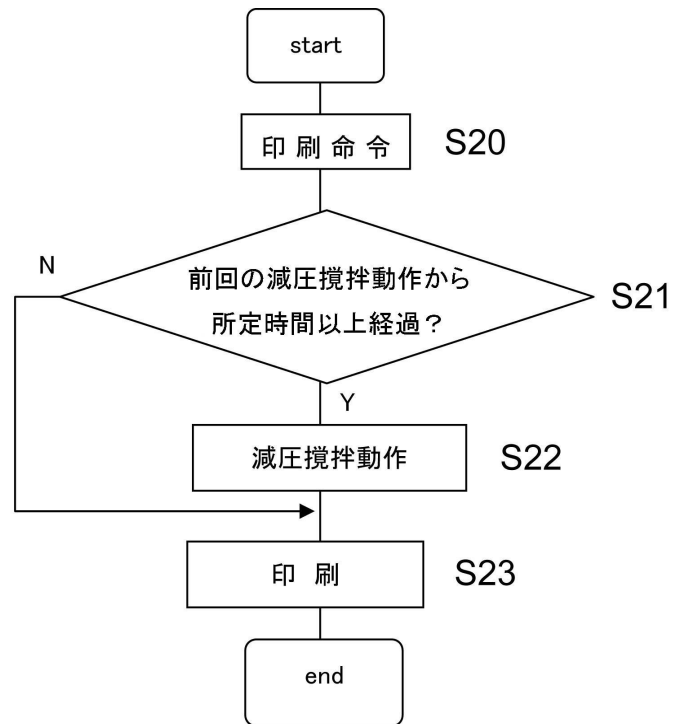 start
印刷命令
S20
N
前回の減圧撹拌動作から
所定時間以上経過？
S21
Y
減圧撹拌動作
S22
印刷
S23
end